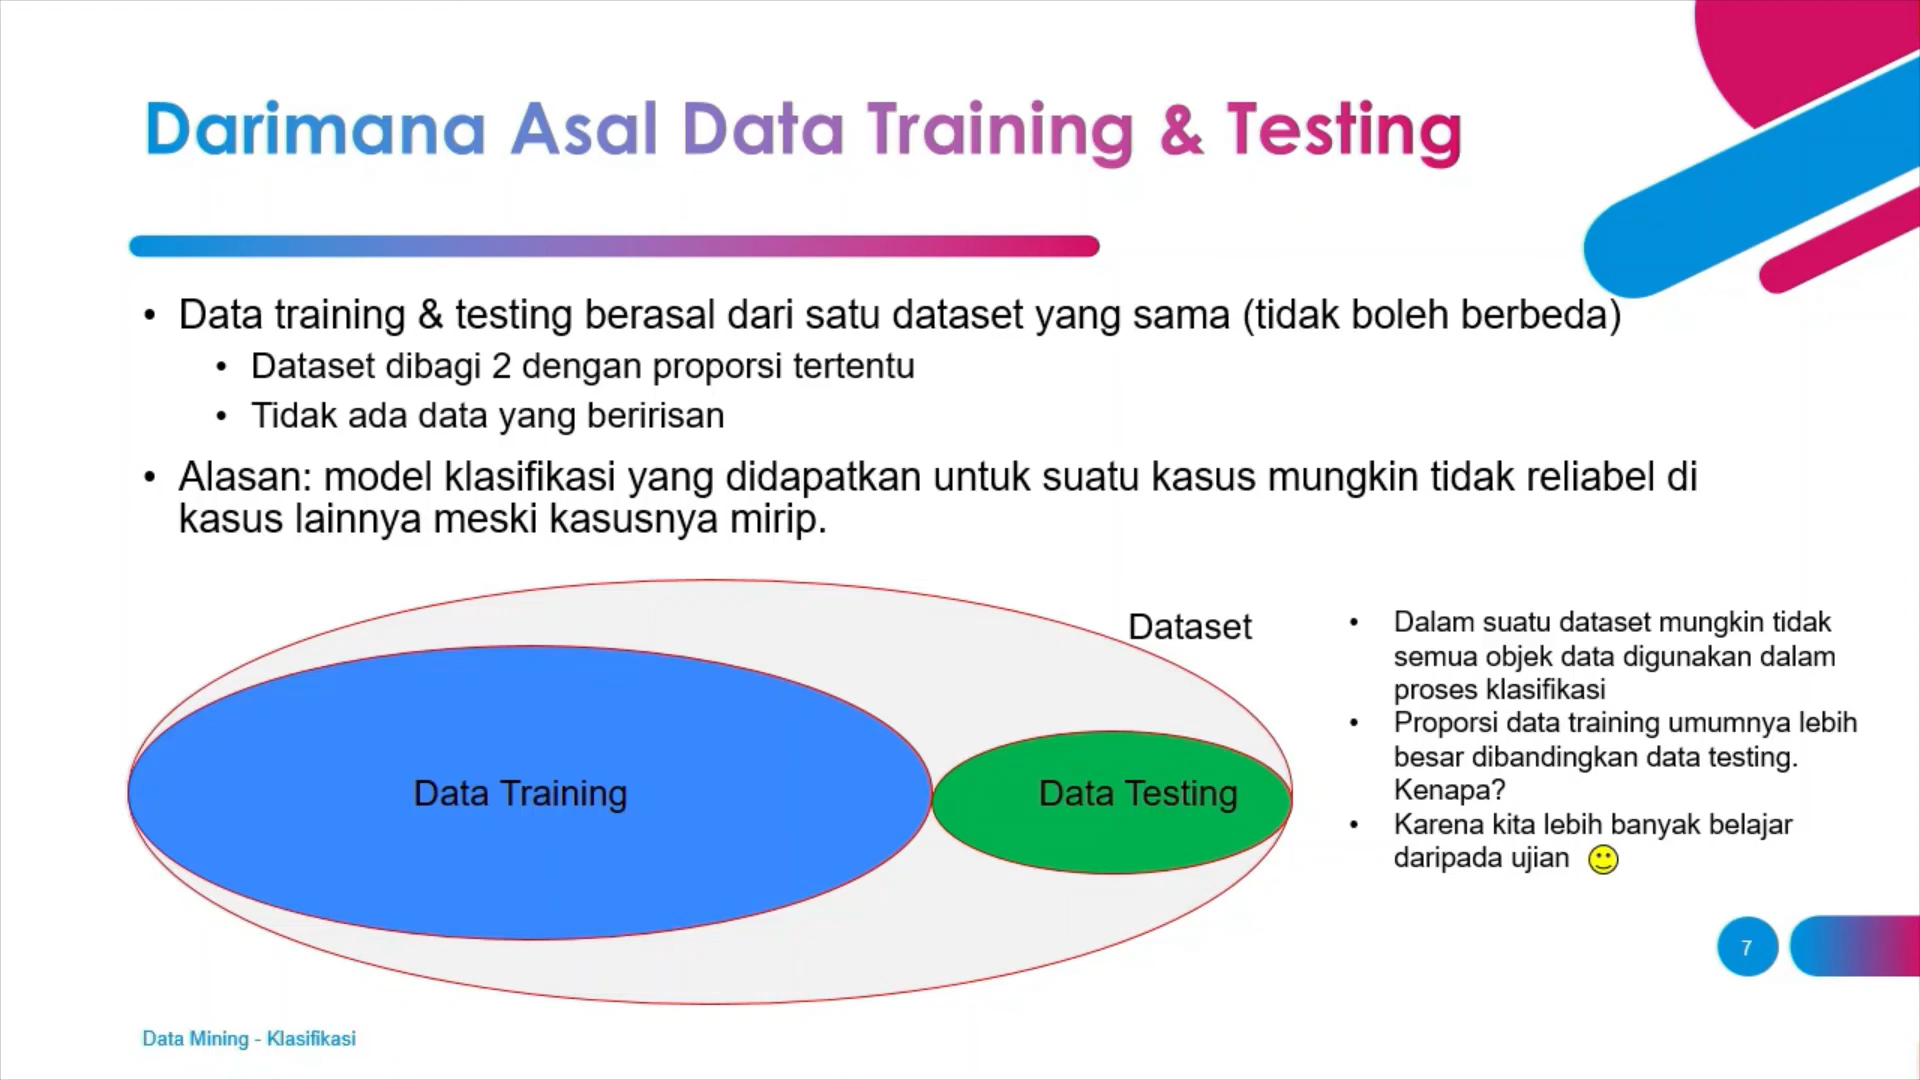 Darimana Asal Data Training & Testing
• Data training & testing berasal dari satu dataset yang sama (tidak boleh berbeda)
• Dataset dibagi 2 dengan proporsi tertentu
• Tidak ada data yang beririsan
• Alasan: model klasifikasi yang didapatkan untuk suatu kasus mungkin tidak reliabel di
kasus lainnya meski kasusnya mirip.
Dataset
Data Training
Data Testing
• Dalam suatu dataset mungkin tidak
semua objek data digunakan dalam
proses klasifikasi
• Proporsi data training umumnya lebih
besar dibandingkan data testing.
Kenapa?
• Karena kita lebih banyak belajar
daripada ujian
7
Data Mining - Klasifikasi